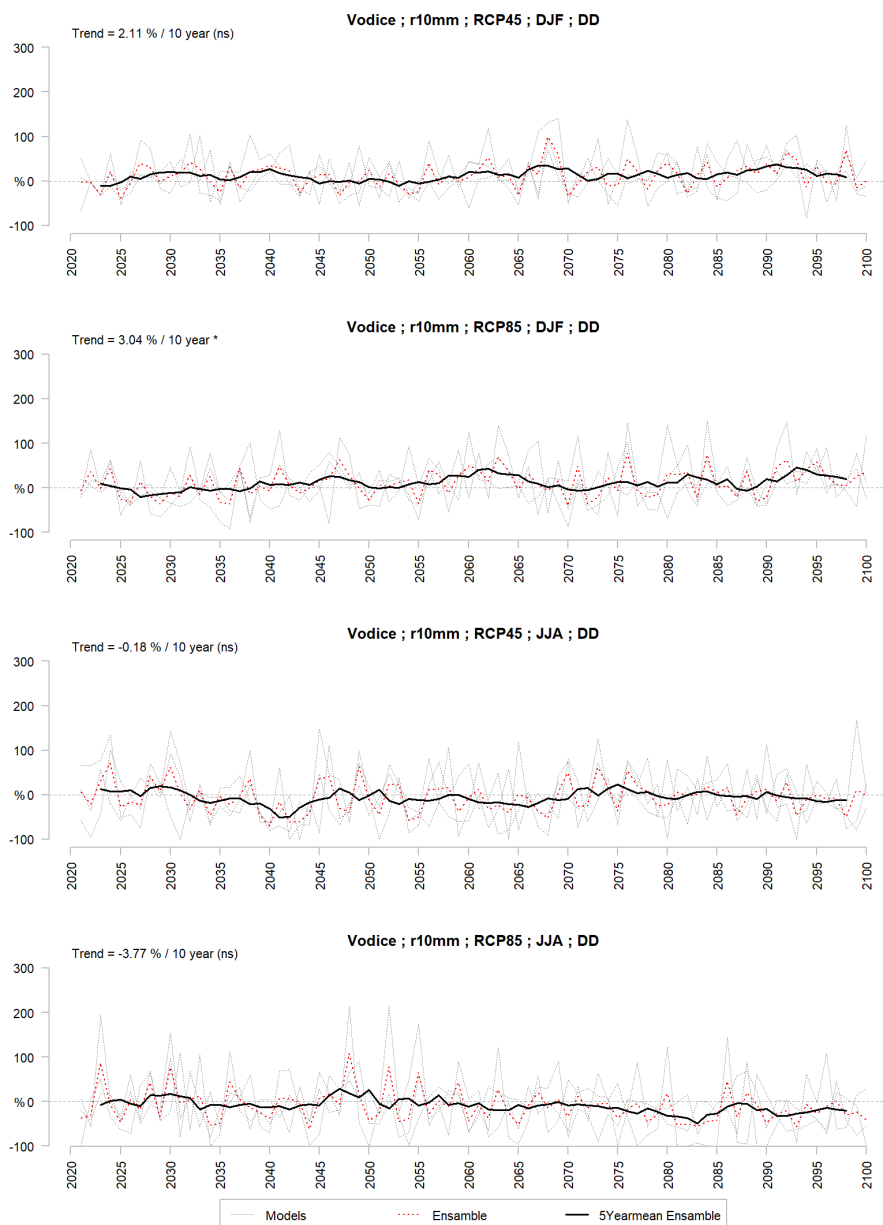 Vodice ; r10mm ; RCP45 ; DJF ; DD
Trend = 2.11 % / 10 year (ns)
300
200
100
% 0
-100
2020 2025 2030 2035 2040 2045 2050 2055 2060 2065 2070 2075 2080 2085 2090 2095 2100
Vodice ; r10mm ; RCP85 ; DJF ; DD
Trend = 3.04 % / 10 year *
300
200
100
% 0
-100
2020 2025 2030 2035 2040 2045 2050 2055 2060 2065 2070 2075 2080 2085 2090 2095 2100
Vodice ; r10mm ; RCP45 ; JJA ; DD
Trend = -0.18 % / 10 year (ns)
300
200
100
% 0
-100
2020 2025 2030 2035 2040 2045 2050 2055 2060 2065 2070 2075 2080 2085 2090 2095 2100
Vodice ; r10mm ; RCP85 ; JJA ; DD
Trend = -3.77 % / 10 year (ns)
300
200
100
% 0
-100
2020 2025 2030 2035 2040 2045 2050 2055 2060 2065 2070 2075 2080 2085 2090 2095 2100
Models Ensamble 5Yearmean Ensamble